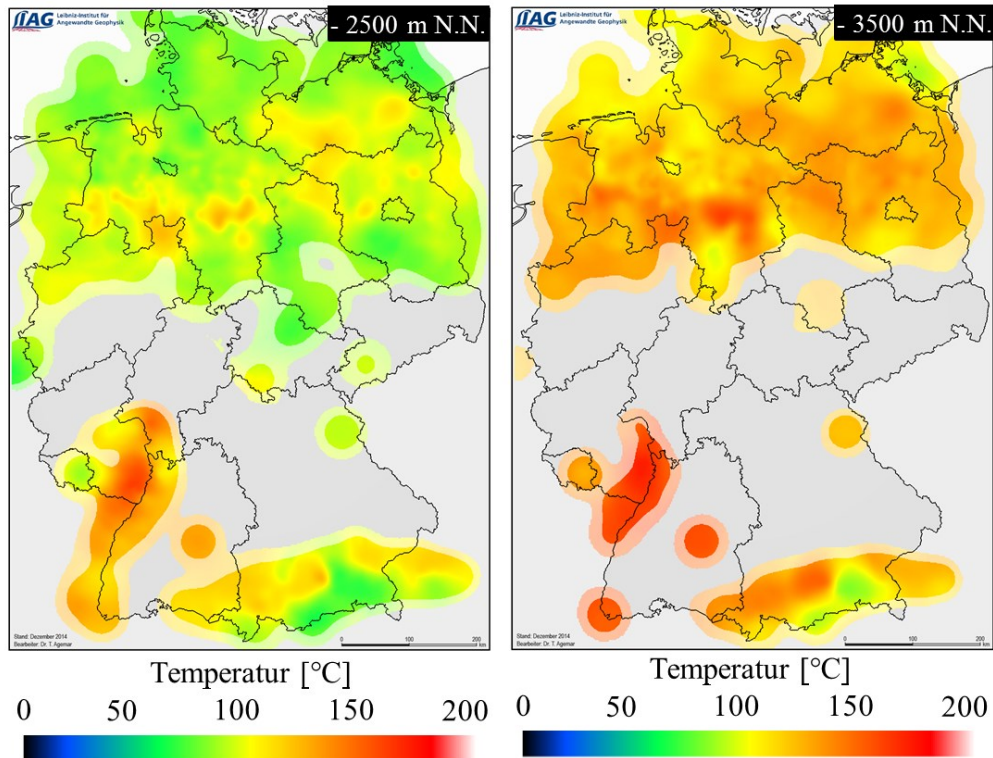 LIAG Leibniz-Institut für
Angewandte Geophysik
- 2500 m N.N.
Stand: Dezember 2014
Bearbeiter: Dr. T. Agemar
0 100 200
km
Temperatur [°C]
0 50 100 150 200
LIAG Leibniz-Institut für
Angewandte Geophysik
- 3500 m N.N.
Stand: Dezember 2014
Bearbeiter: Dr. T. Agemar
0 100 200
km
Temperatur [°C]
0 50 100 150 200